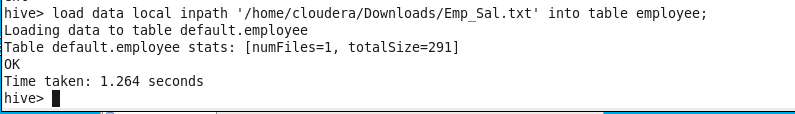 hive> load data local inpath '/home/cloudera/Downloads/Emp_Sal.txt' into table employee;
Loading data to table default.employee
Table default.employee stats: [numFiles=1, totalSize=291]
OK
Time taken: 1.264 seconds
hive>